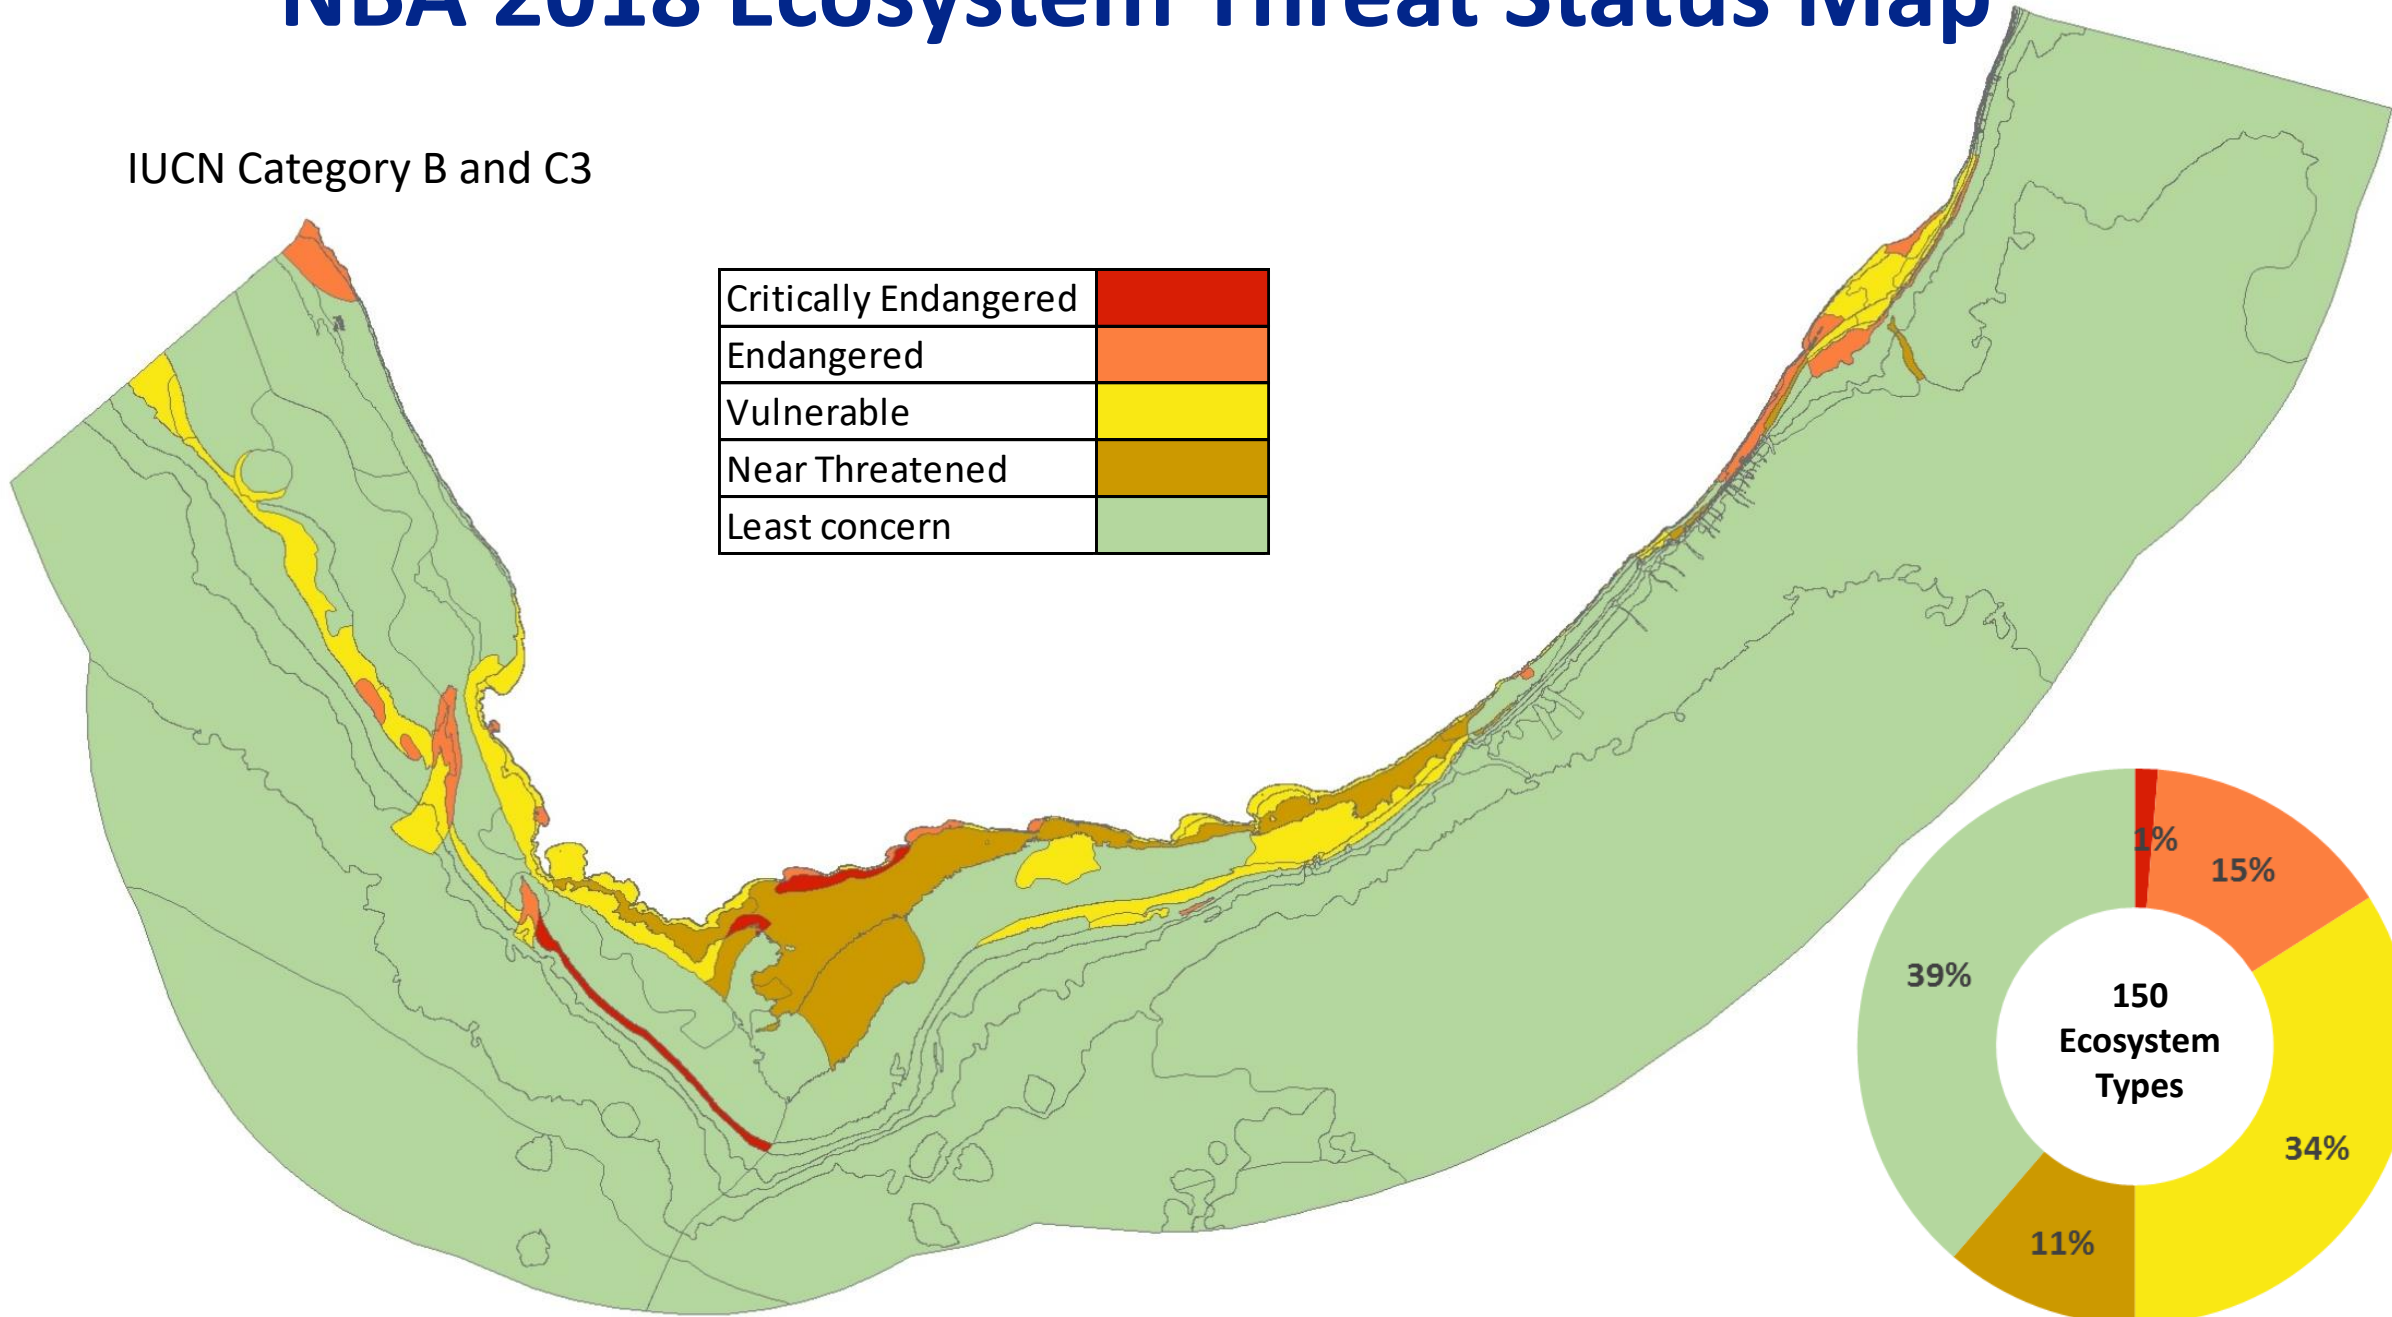 NBA 2018 Ecosystem Threat Status Map
IUCN Category B and C3
Critically Endangered
Endangered
Vulnerable
Near Threatened
Least concern
1%
15%
39%
150
Ecosystem
Types
34%
11%